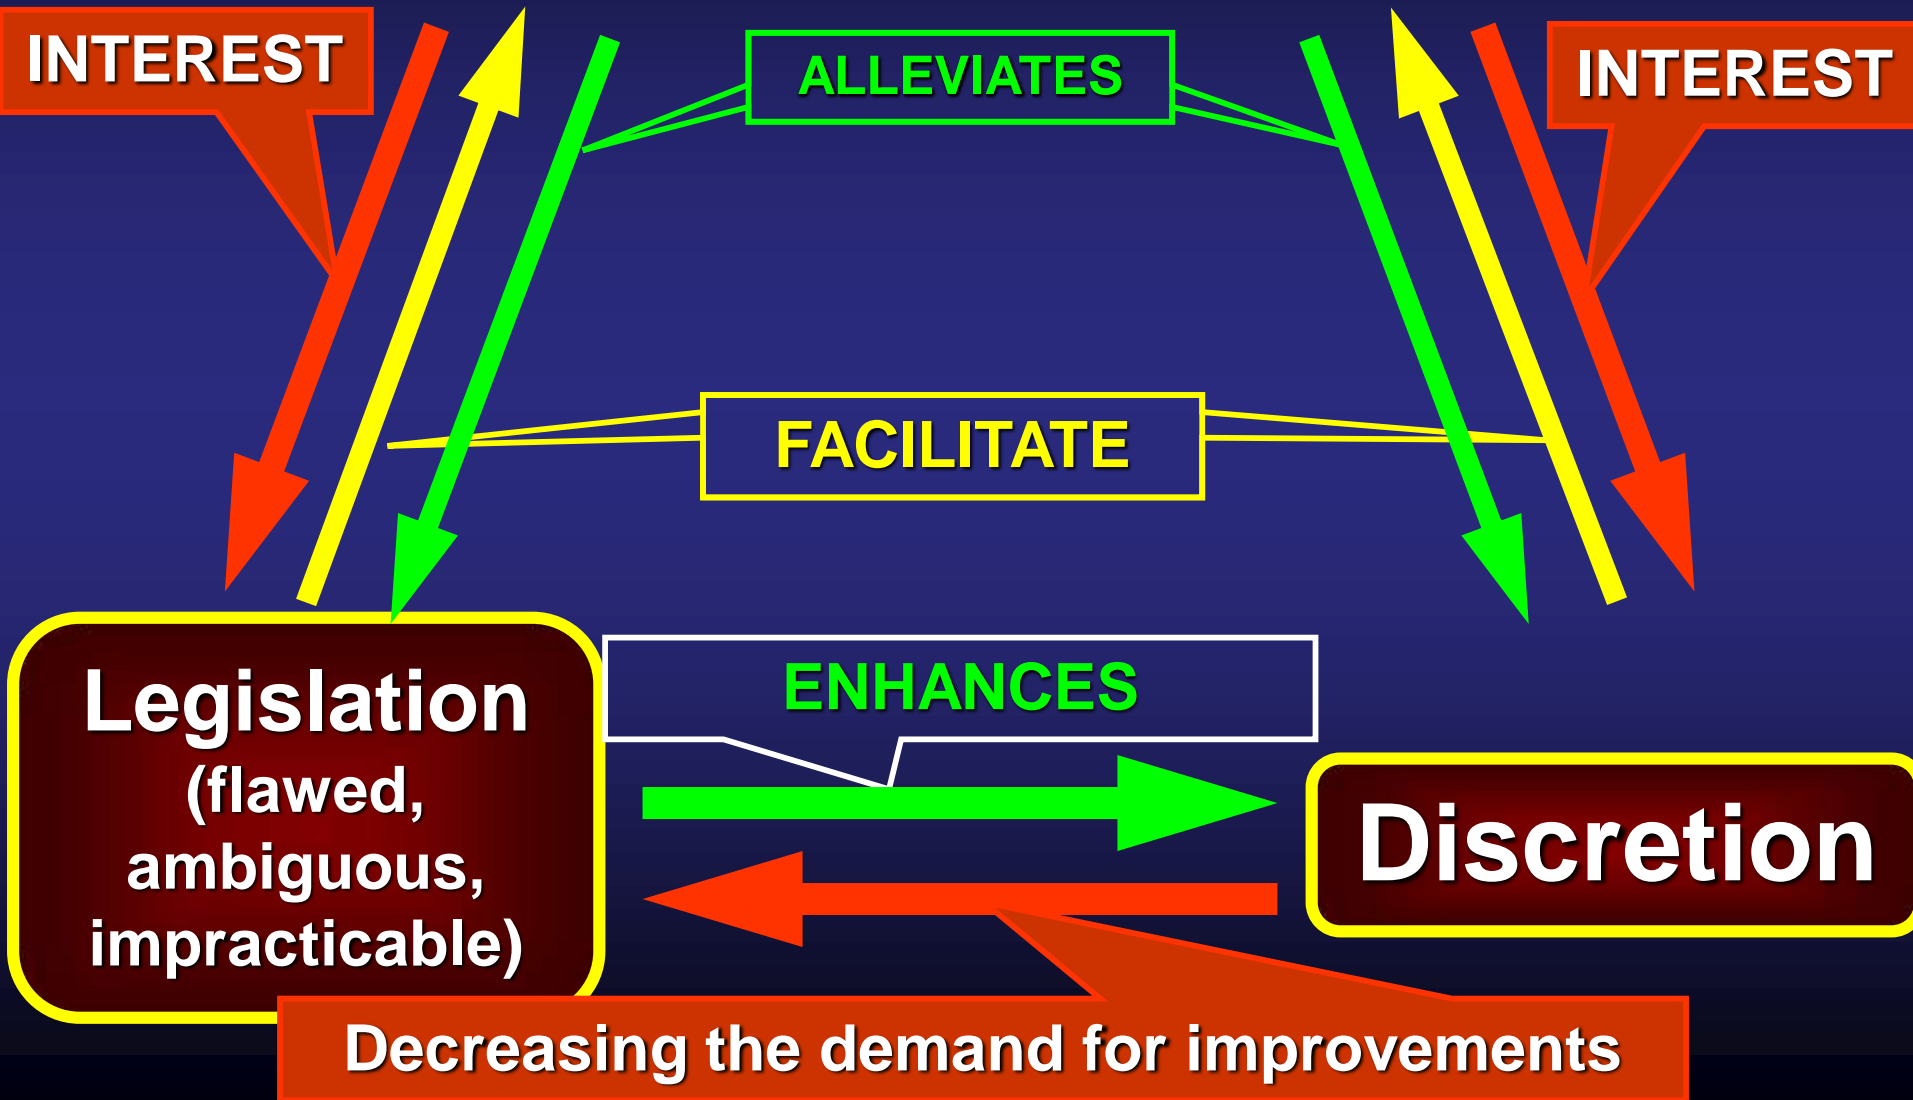 INTEREST
ALLEVIATES
INTEREST
FACILITATE
ENHANCES
Legislation
(flawed,
ambiguous,
impracticable)
Discretion
Decreasing the demand for improvements